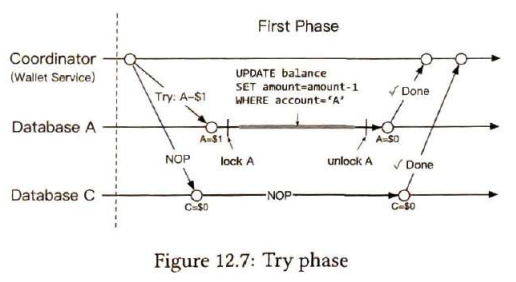 First Phase
Coordinator
(Wallet Service)
UPDATE balance
SET amount=amount-1
WHERE account='A'
Try: A-$1
✓ Done
Database A
A=$1
A=$0
lock A
unlock A
NOP
✓ Done
Database C
NOP
C=$0
C=$0
Figure 12.7: Try phase